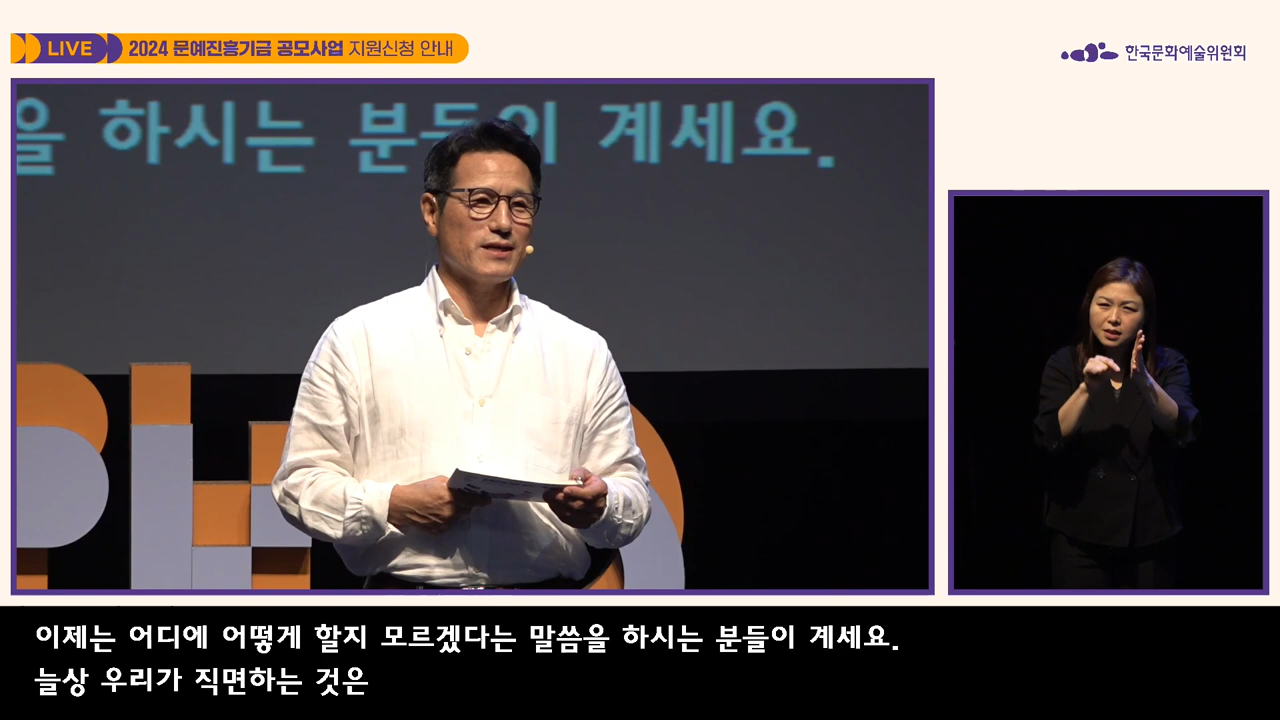 LIVE 2024 문예진흥기금 공모사업 지원신청 안내
한국문화예술위원회
을 하시는 분들이 계세요.
이제는 어디에 어떻게 할지 모르겠다는 말씀을 하시는 분들이 계세요.
늘상 우리가 직면하는 것은